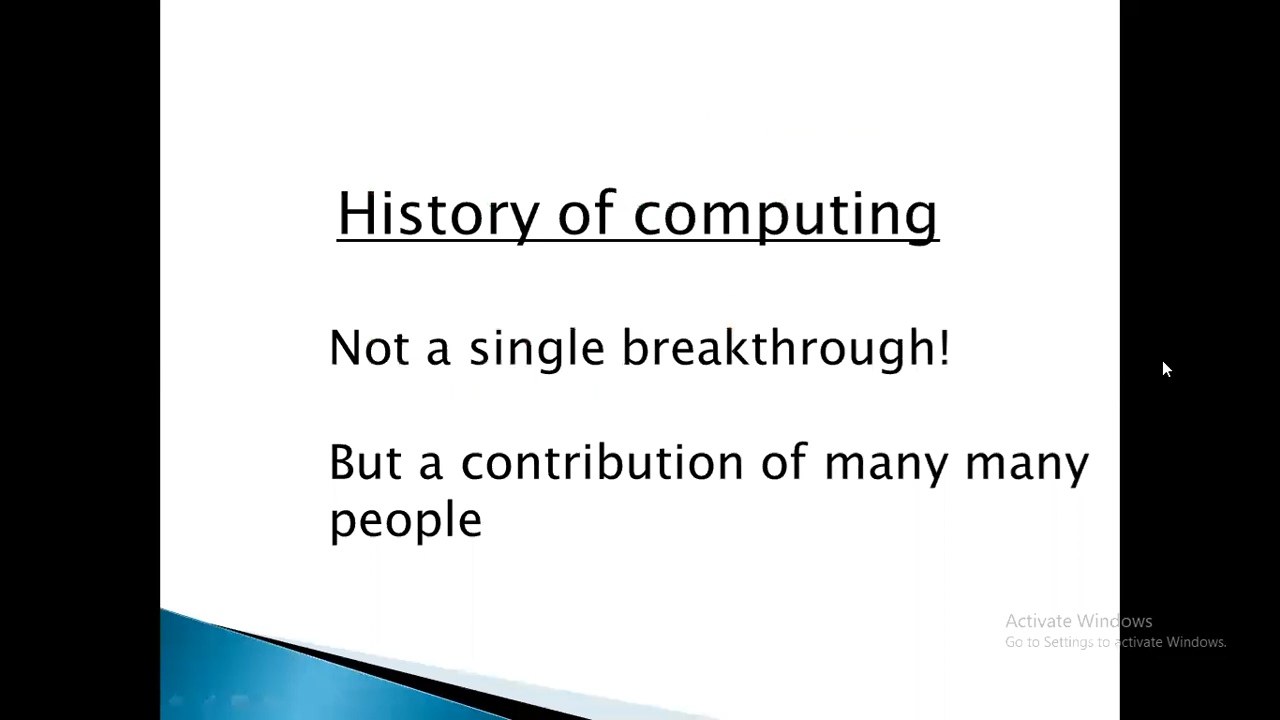 History of computing
Not a single breakthrough!
But a contribution of many many
people
Activate Windows
Go to Settings to activate Windows.